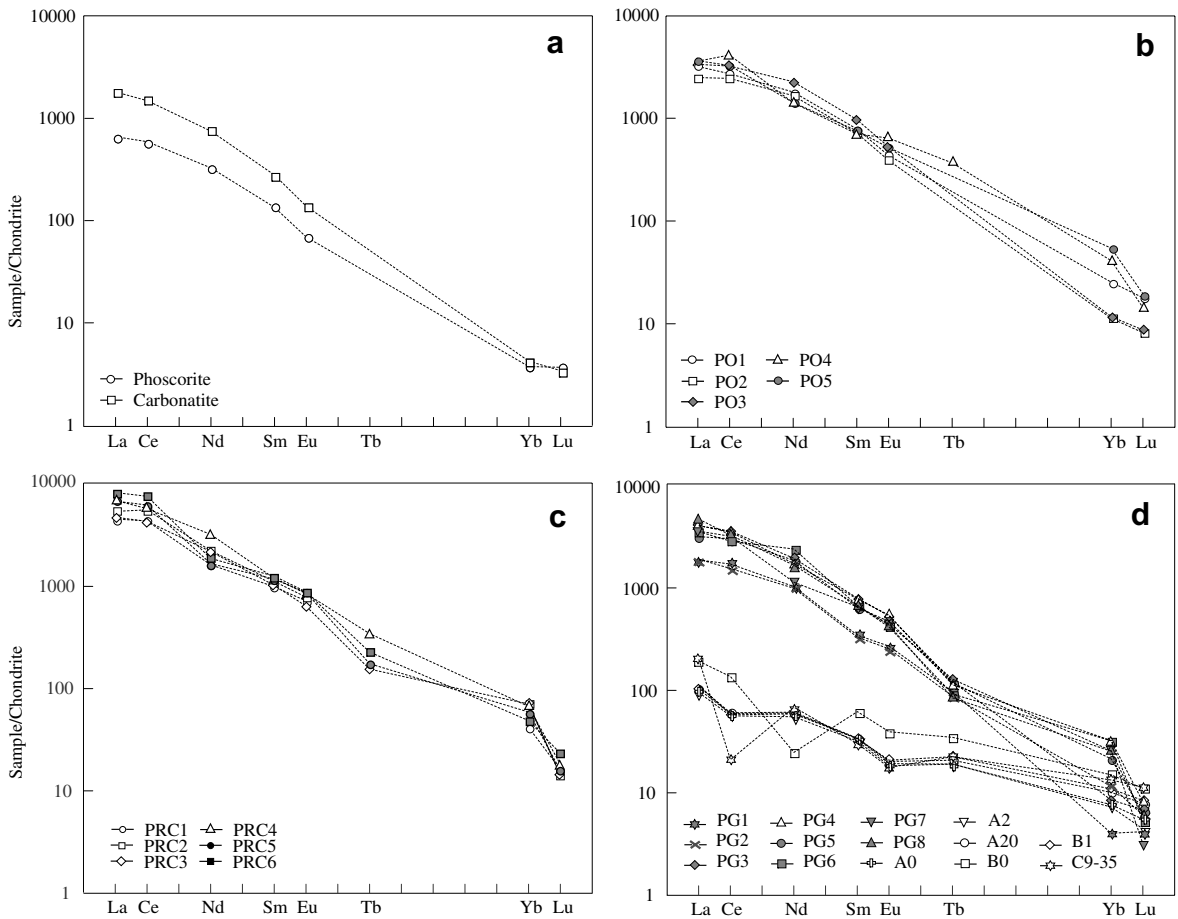 10000
a
1000
100
10
1
Sample/Chondrite
Phoscorite
Carbonatite
La Ce Nd Sm Eu Tb Yb Lu
10000
b
1000
100
10
1
PO1 PO4
PO2 PO5
PO3
La Ce Nd Sm Eu Tb Yb Lu
10000
c
1000
100
10
1
Sample/Chondrite
PRC1 PRC4
PRC2 PRC5
PRC3 PRC6
La Ce Nd Sm Eu Tb Yb Lu
10000
d
1000
100
10
1
PG1 PG4 PG7 A2
PG2 PG5 PG8 A20 B1
PG3 PG6 A0 B0 C9-35
La Ce Nd Sm Eu Tb Yb Lu